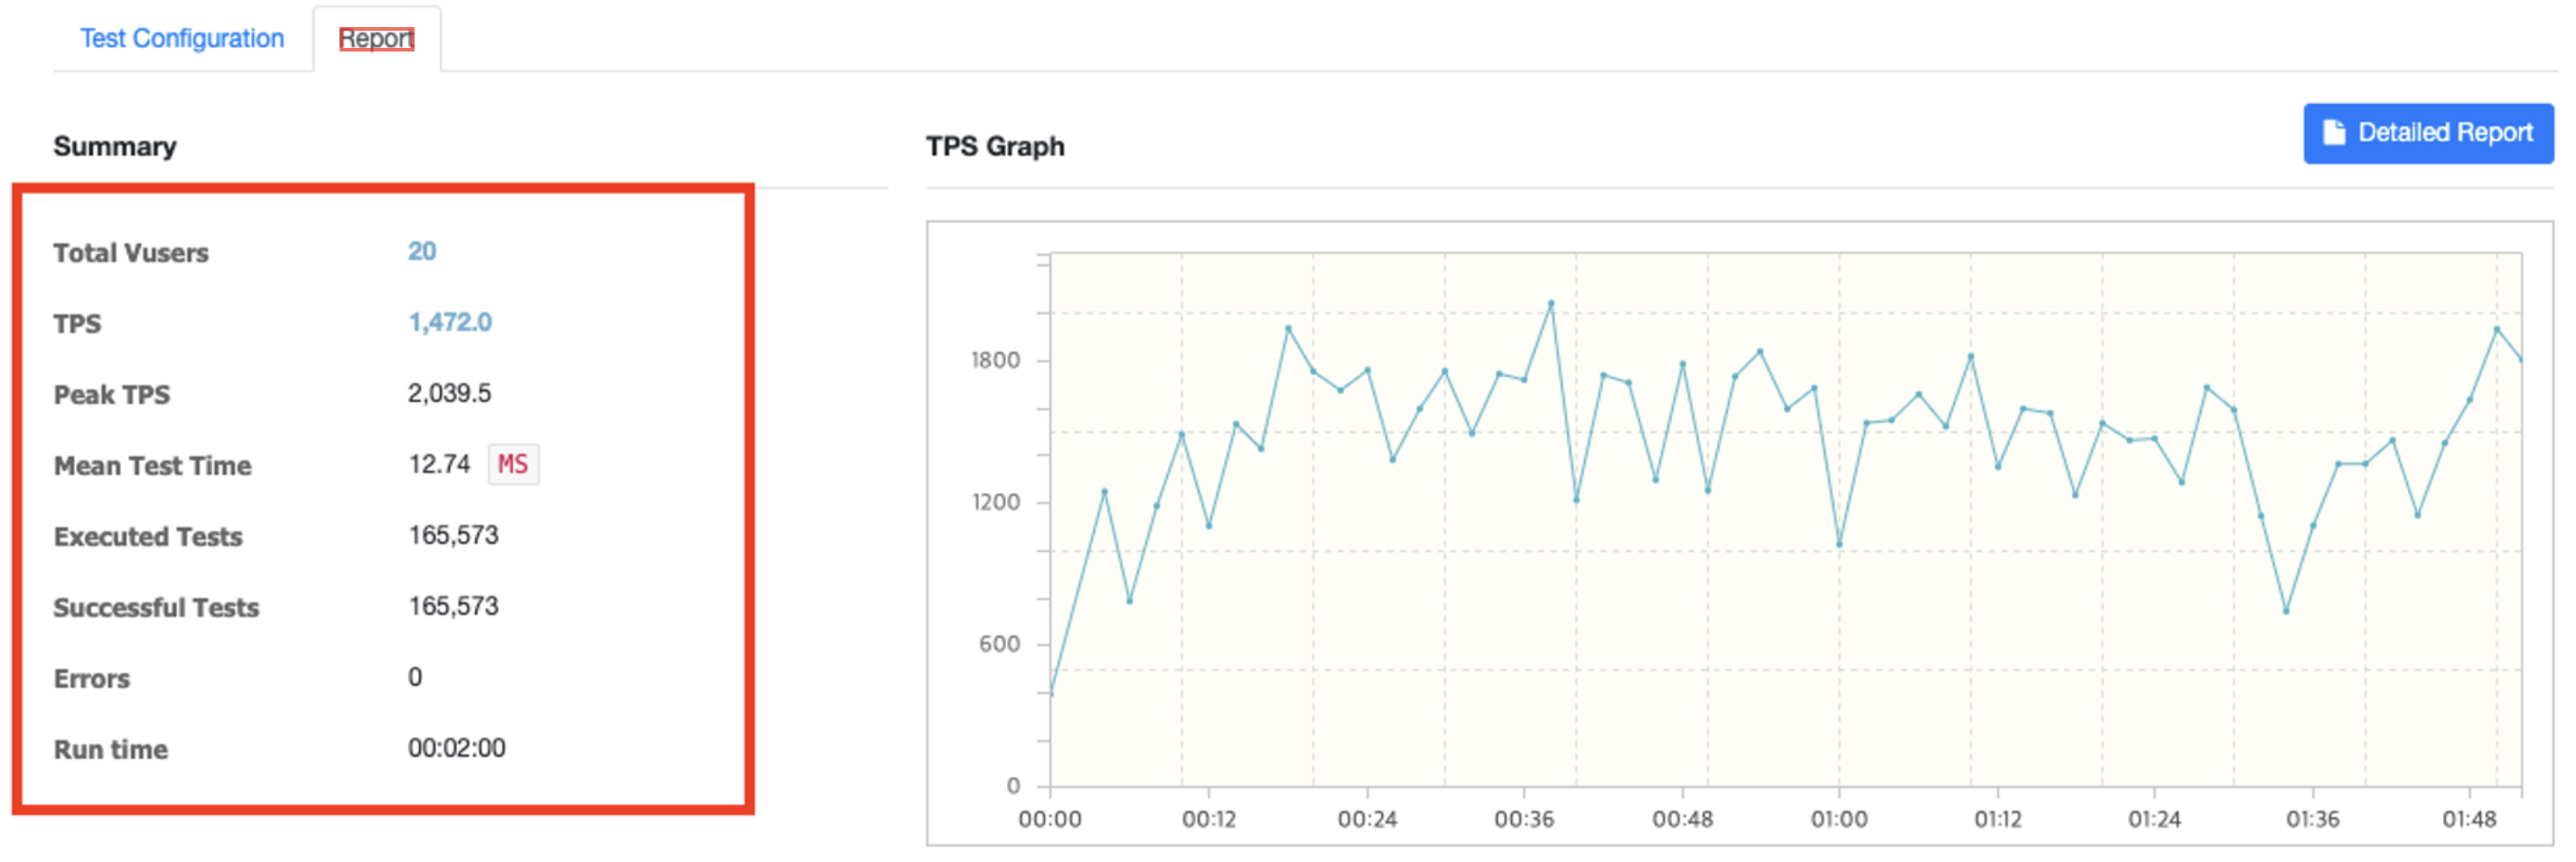 Test Configuration
Report
Summary
Total Vusers 20
TPS 1,472.0
Peak TPS 2,039.5
Mean Test Time 12.74 MS
Executed Tests 165,573
Successful Tests 165,573
Errors 0
Run time 00:02:00
TPS Graph
Detailed Report
1800
1200
600
0
00:00 00:12 00:24 00:36 00:48 01:00 01:12 01:24 01:36 01:48